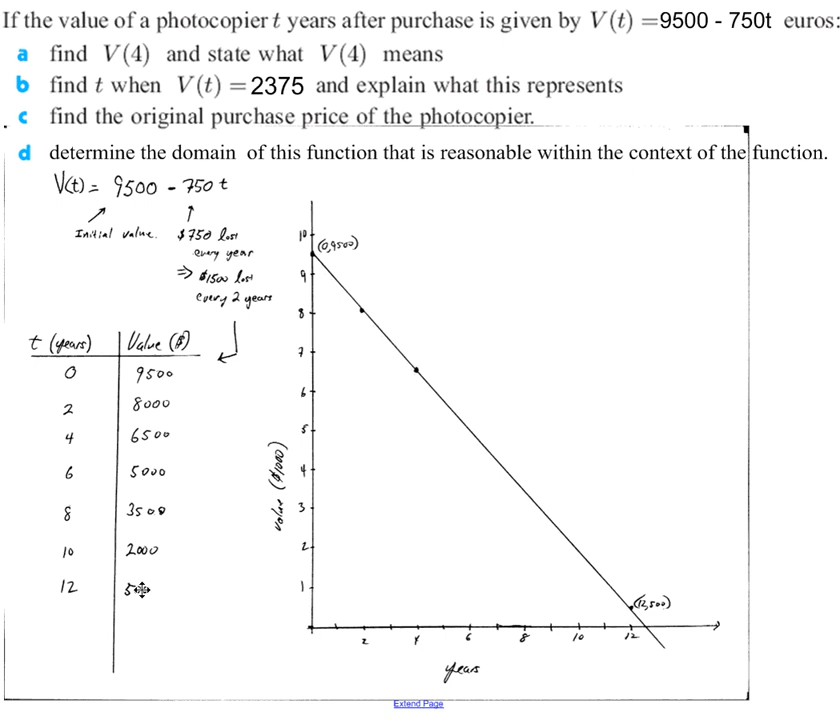 If the value of a photocopier t years after purchase is given by V(t) =9500 - 750t euros:
a find V(4) and state what V(4) means
b find t when V(t) = 2375 and explain what this represents
c find the original purchase price of the photocopier.
d determine the domain of this function that is reasonable within the context of the function.
V(t) = 9500 - 750 t
Initial value. $750 lost
every year
⇒ $1500 lost
every 2 years
t (years) Value ($)
0 9500
2 8000
4 6500
6 5000
8 3500
10 2000
12
value ($1000)
10
9
8
7
6
5
4
3
2
1
(0,9500)
(12,500)
2 4 6 8 10 12
years
Extend Page